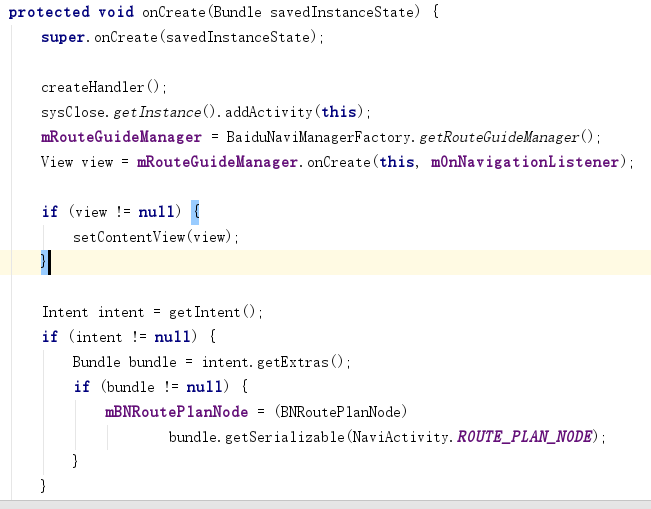 protected void onCreate(Bundle savedInstanceState) {
super.onCreate(savedInstanceState);
createHandler();
sysClose.getInstance().addActivity(this);
mRouteGuideManager = BaiduNaviManagerFactory.getRouteGuideManager();
View view = mRouteGuideManager.onCreate(this, mOnNavigationListener);
if (view != null) {
setContentView(view);
}
Intent intent = getIntent();
if (intent != null) {
Bundle bundle = intent.getExtras();
if (bundle != null) {
mBNRoutePlanNode = (BNRoutePlanNode)
bundle.getSerializable(NaviActivity.ROUTE_PLAN_NODE);
}
}